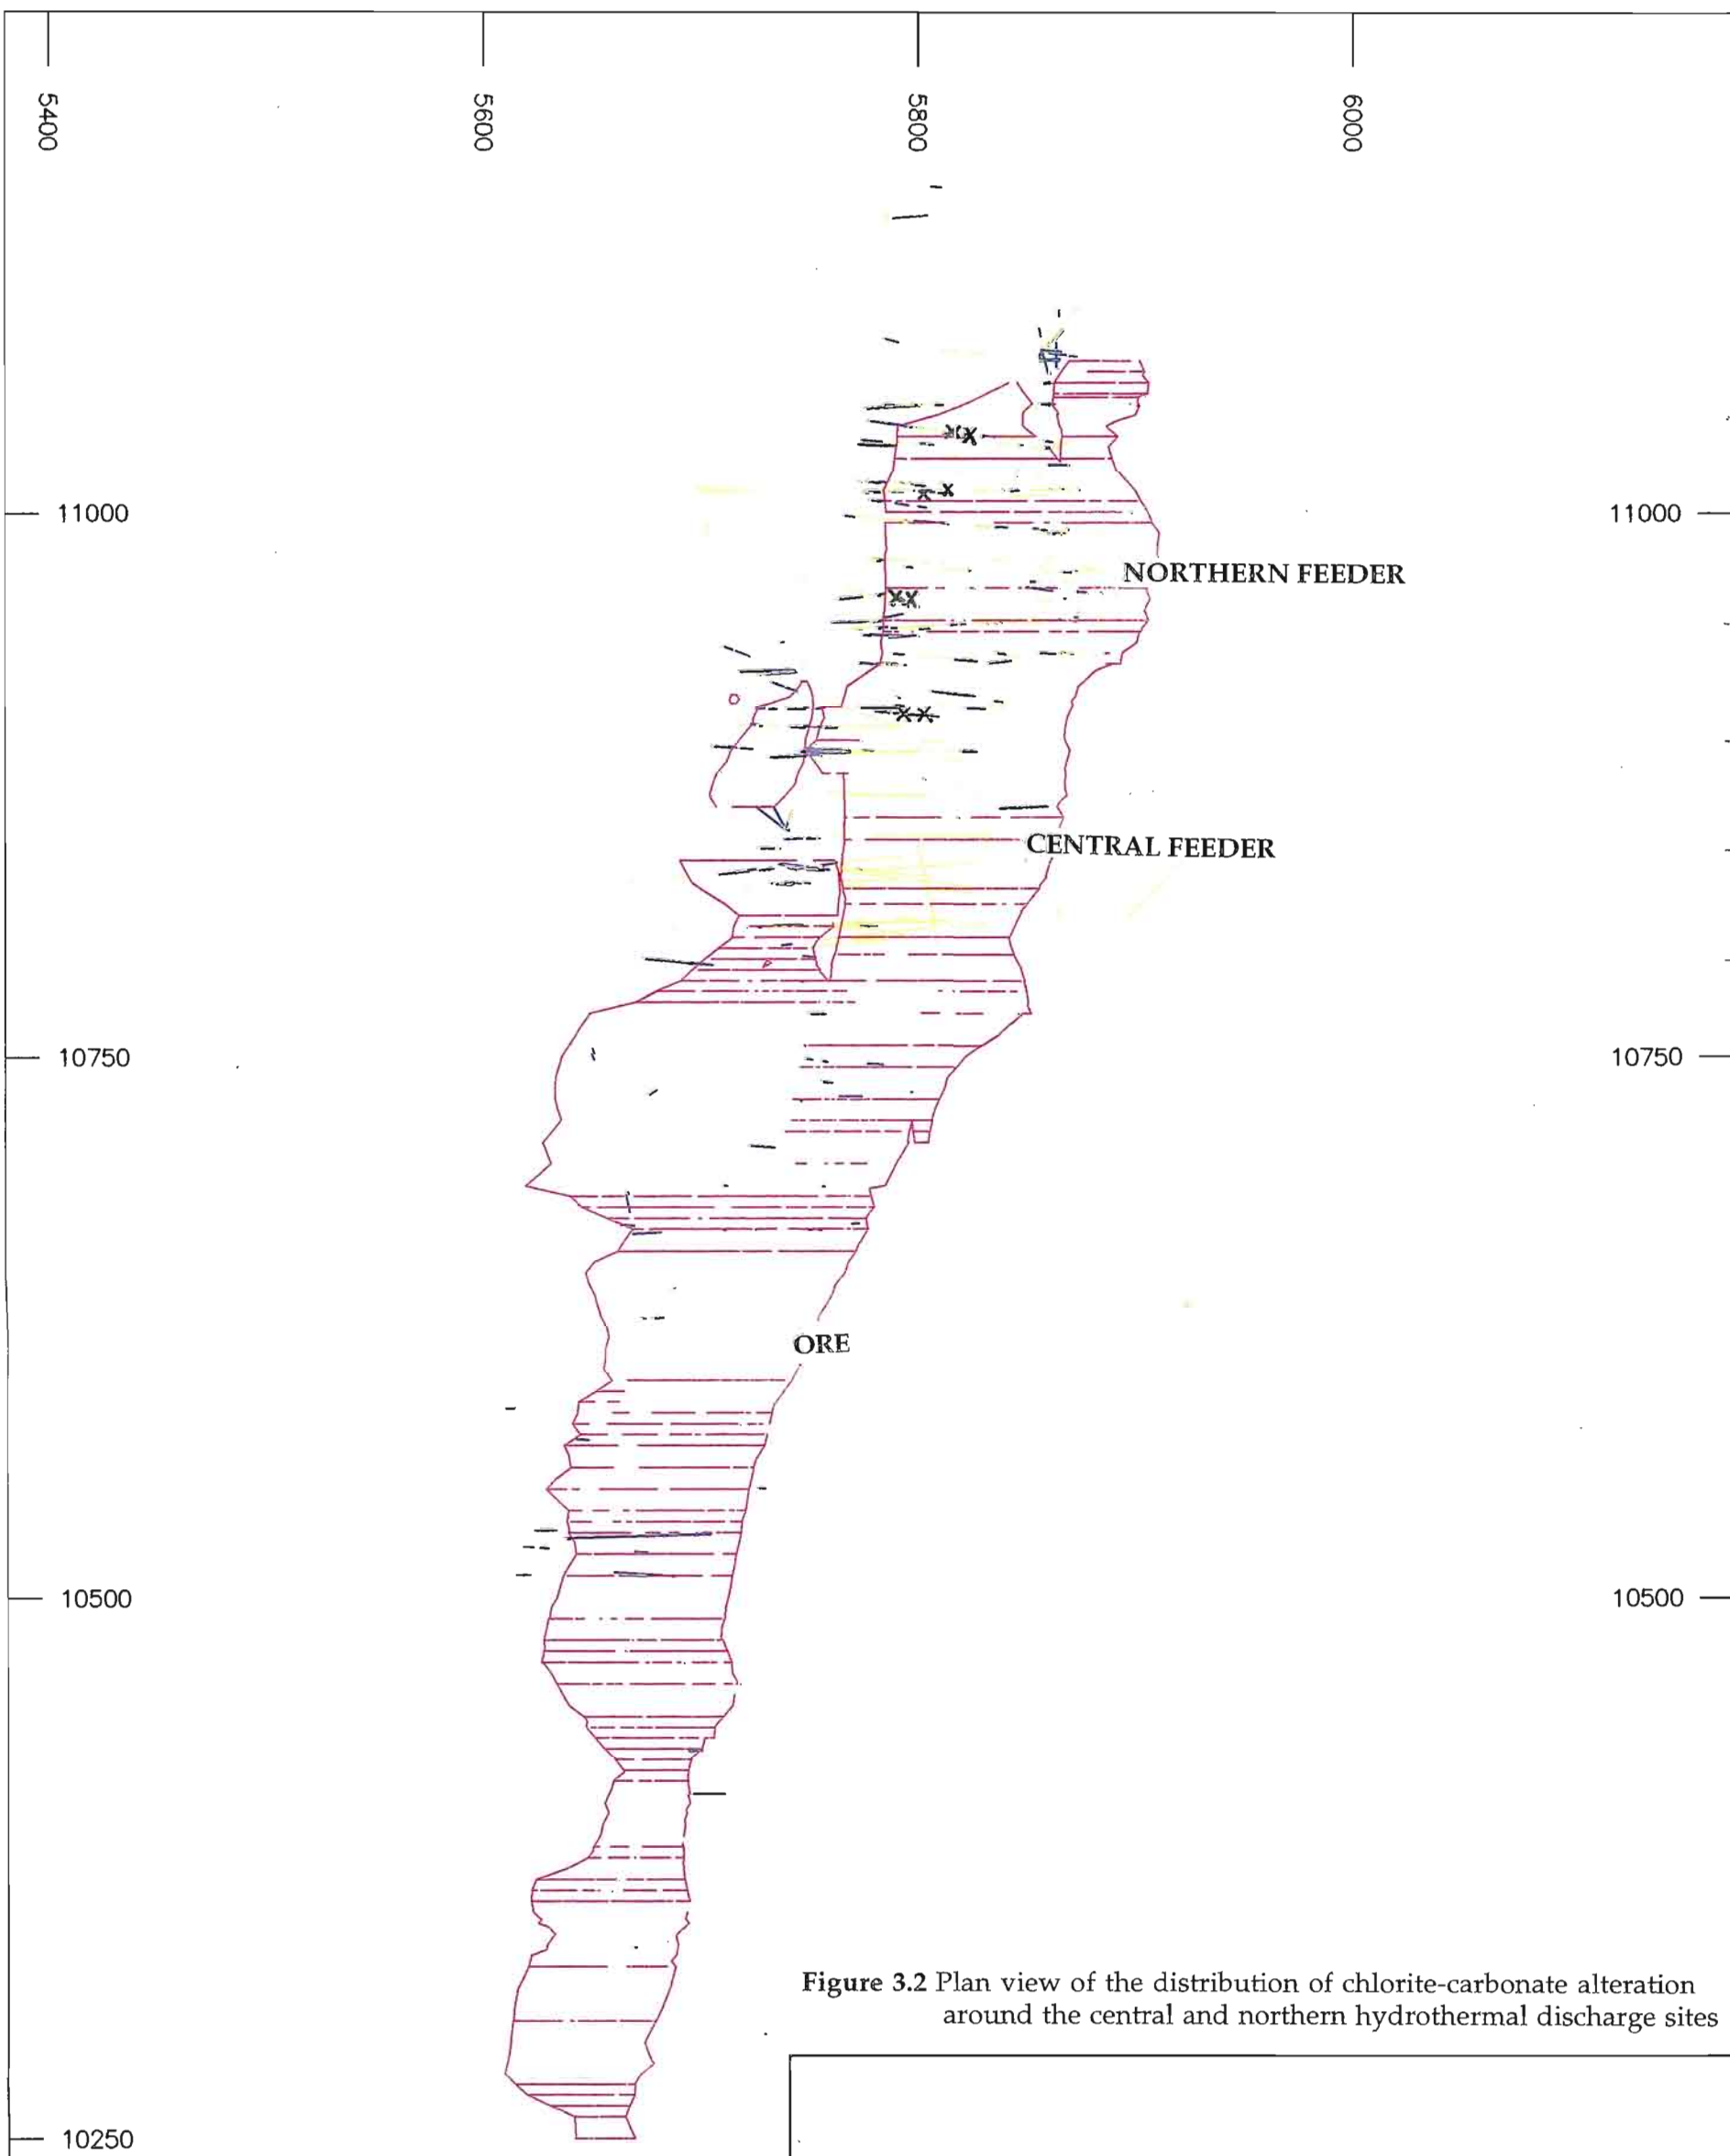 5400
5600
5800
6000
11000
11000
NORTHERN FEEDER
CENTRAL FEEDER
10750
10750
ORE
10500
10500
Figure 3.2 Plan view of the distribution of chlorite-carbonate alteration
around the central and northern hydrothermal discharge sites
10250